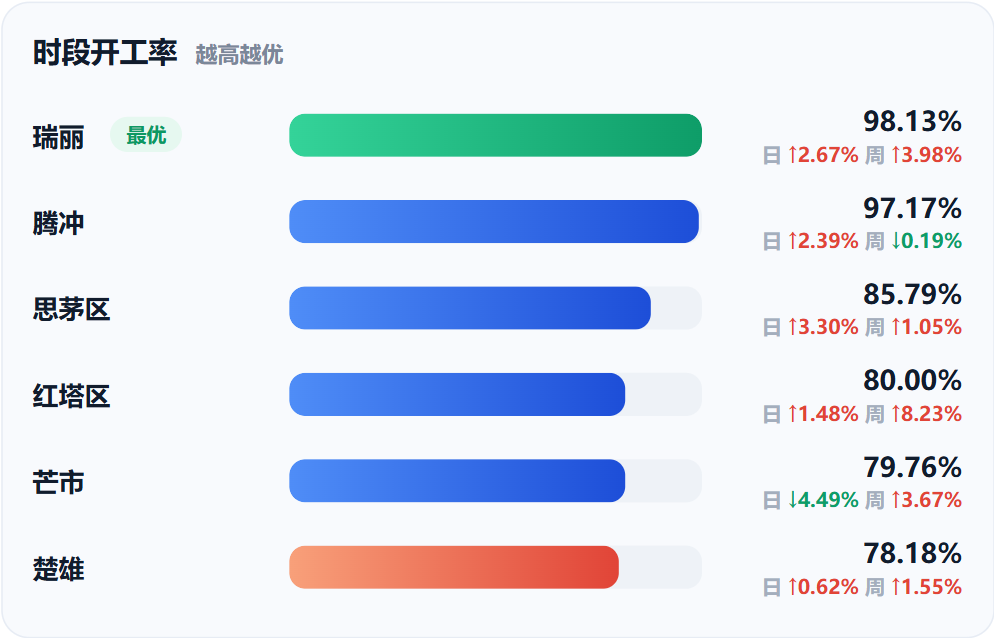 时段开工率 越高越优
瑞丽 最优 98.13%
日 ↑2.67% 周 ↑3.98%
腾冲 97.17%
日 ↑2.39% 周 ↓0.19%
思茅区 85.79%
日 ↑3.30% 周 ↑1.05%
红塔区 80.00%
日 ↑1.48% 周 ↑8.23%
芒市 79.76%
日 ↓4.49% 周 ↑3.67%
楚雄 78.18%
日 ↑0.62% 周 ↑1.55%